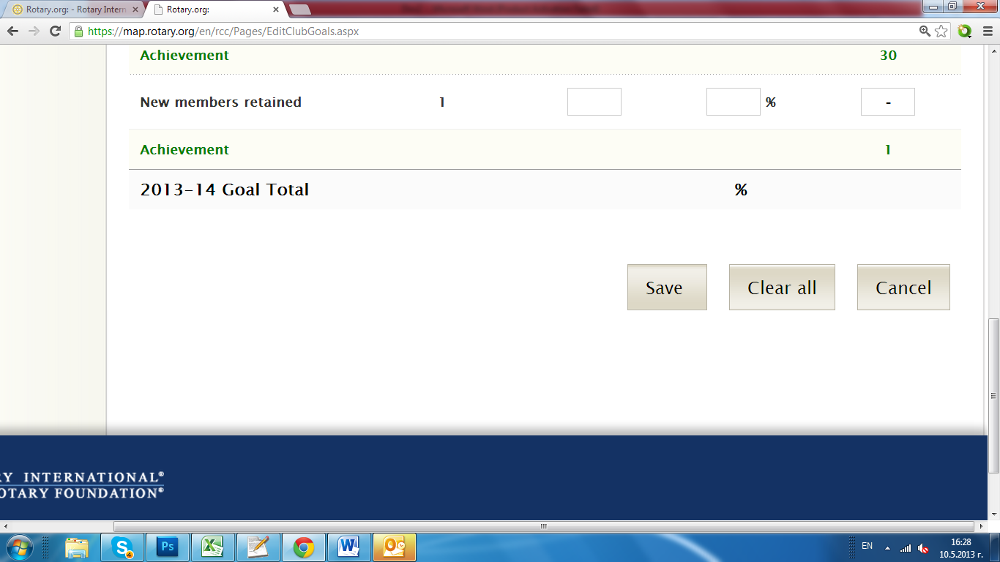 Rotary.org: - Rotary Intern
Rotary.org:
https://map.rotary.org/en/rcc/Pages/EditClubGoals.aspx
Achievement 30
New members retained 1 % -
Achievement 1
2013-14 Goal Total %
Save Clear all Cancel
RY INTERNATIONAL®
OTARY FOUNDATION®
S 4 Ps W
EN 16:28
10.5.2013 г.